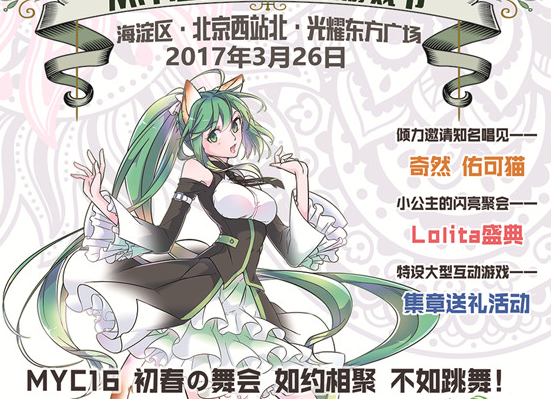 海淀区·北京西站北·光耀东方广场
2017年3月26日
倾力邀请知名唱见——
奇然 佑可猫
小公主的闪亮聚会——
Lolita盛典
特设大型互动游戏——
集章送礼活动
MYC16 初春の舞会 如约相聚 不如跳舞!